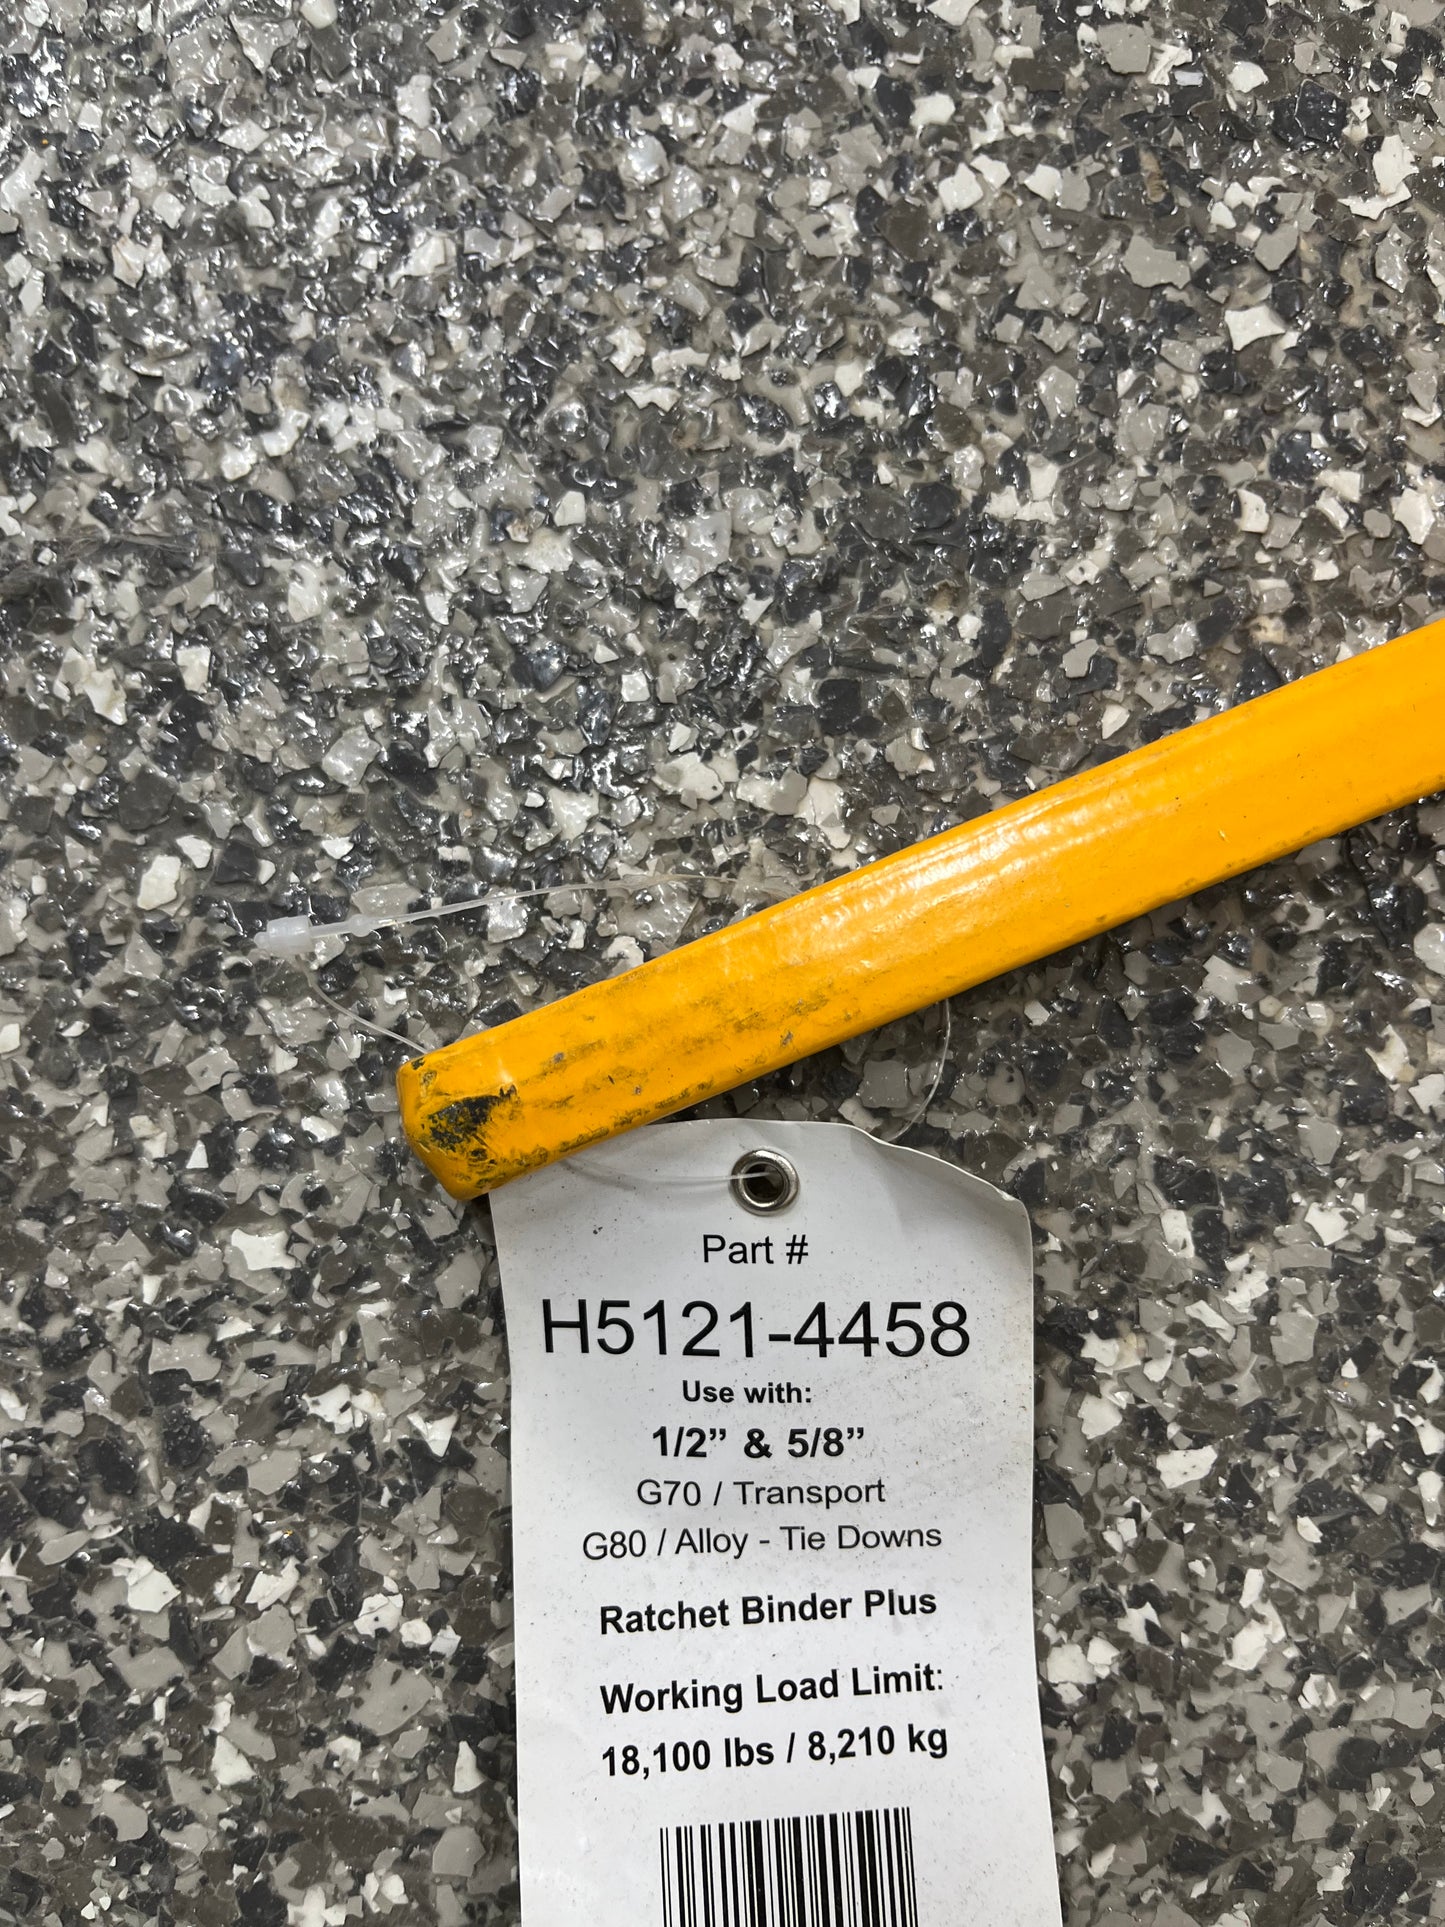 Part #
H5121-4458
Use with:
1/2” & 5/8”
G70 / Transport
G80 / Alloy - Tie Downs
Ratchet Binder Plus
Working Load Limit:
18,100 lbs / 8,210 kg